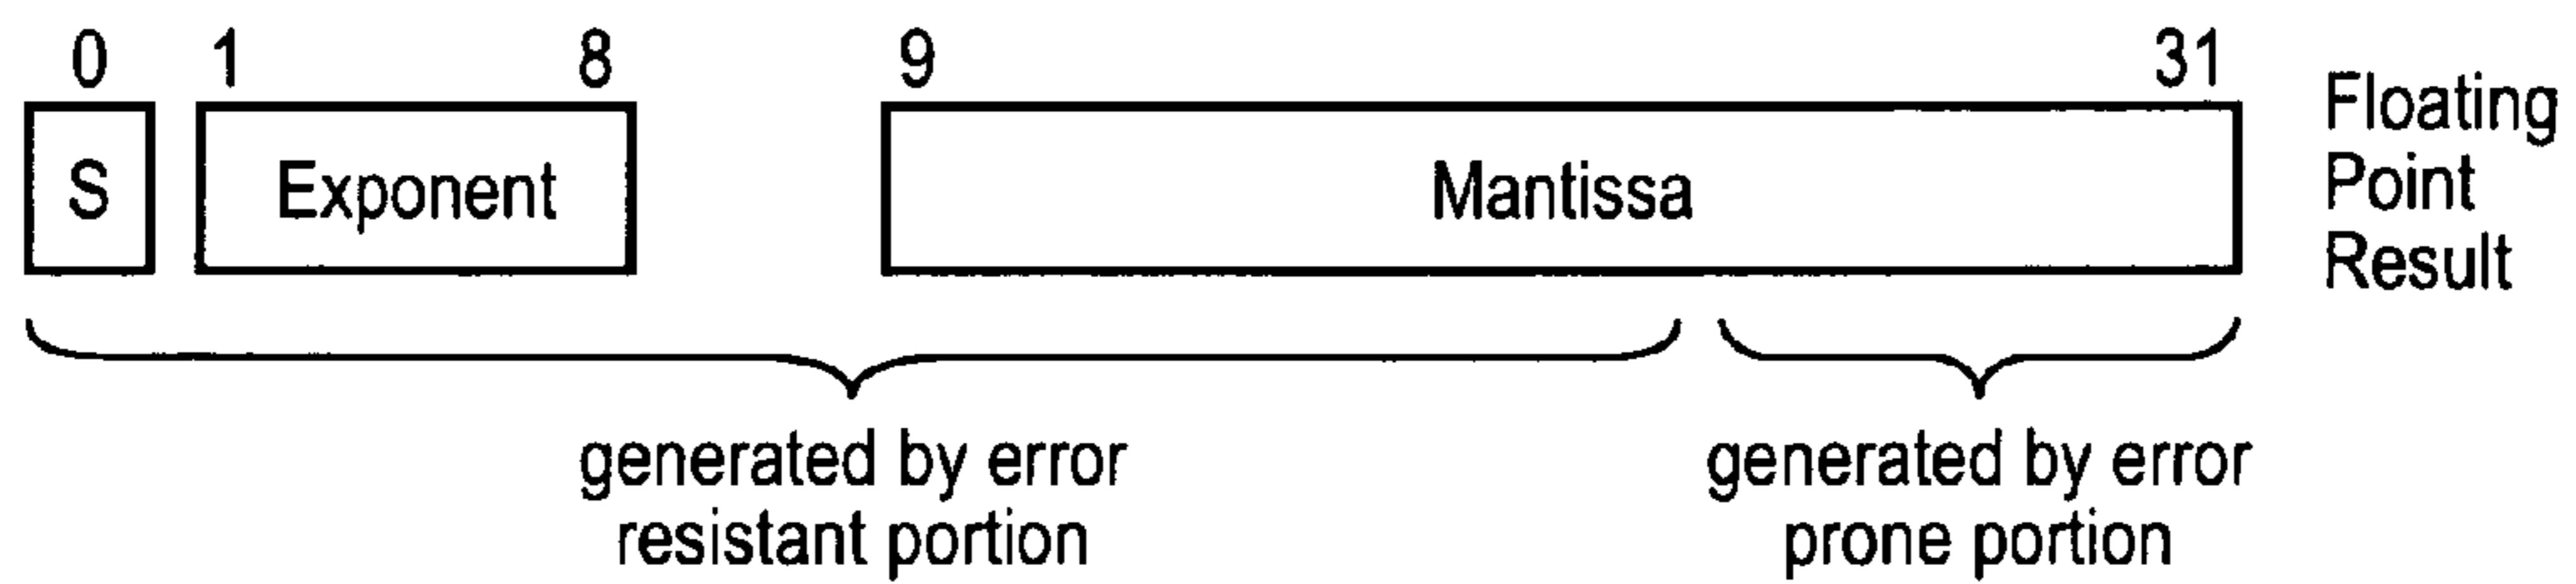 0 1 8 9 31
S Exponent Mantissa
Floating
Point
Result
generated by error
resistant portion
generated by error
prone portion